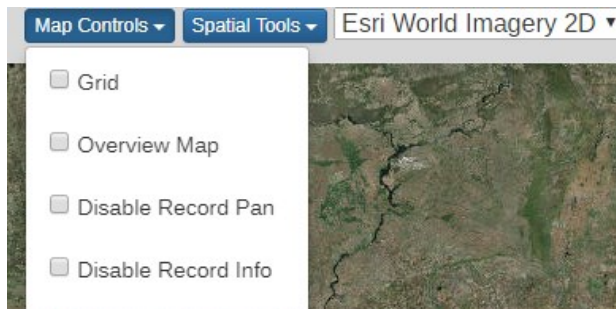 Map Controls Spatial Tools Esri World Imagery 2D
Grid
Overview Map
Disable Record Pan
Disable Record Info